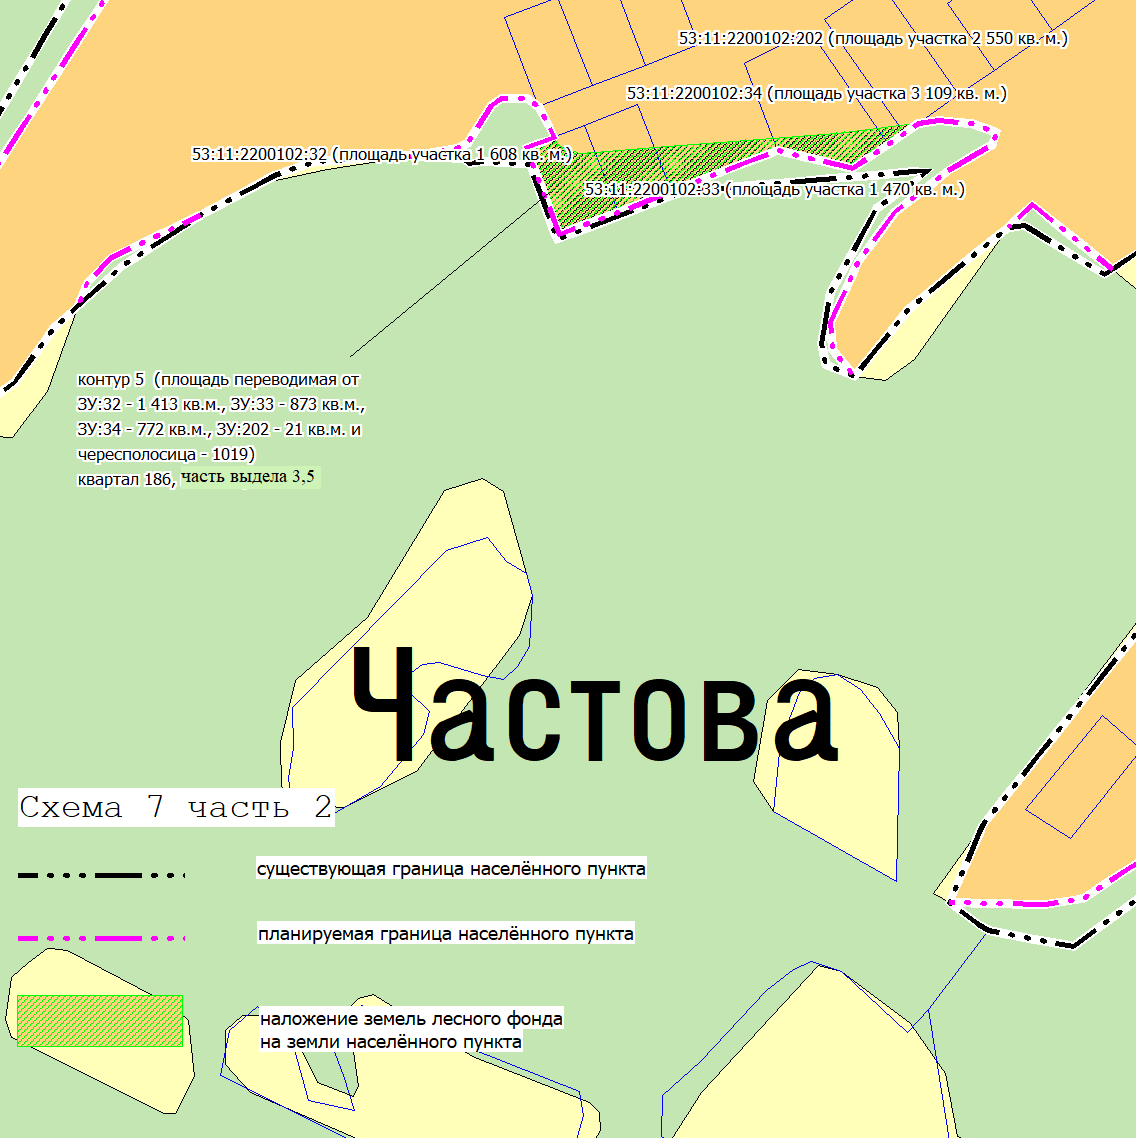 53:11:2200102:202 (площадь участка 2 550 кв. м.)
53:11:2200102:34 (площадь участка 3 109 кв. м.)
53:11:2200102:32 (площадь участка 1 608 кв. м.)
53:11:2200102:33 (площадь участка 1 470 кв. м.)
контур 5 (площадь переводимая от
ЗУ:32 - 1 413 кв.м., ЗУ:33 - 873 кв.м.,
ЗУ:34 - 772 кв.м., ЗУ:202 - 21 кв.м. и
чересполосица - 1019)
квартал 186, часть выдела 3,5
Частова
Схема 7 часть 2
существующая граница населённого пункта
планируемая граница населённого пункта
наложение земель лесного фонда
на земли населённого пункта